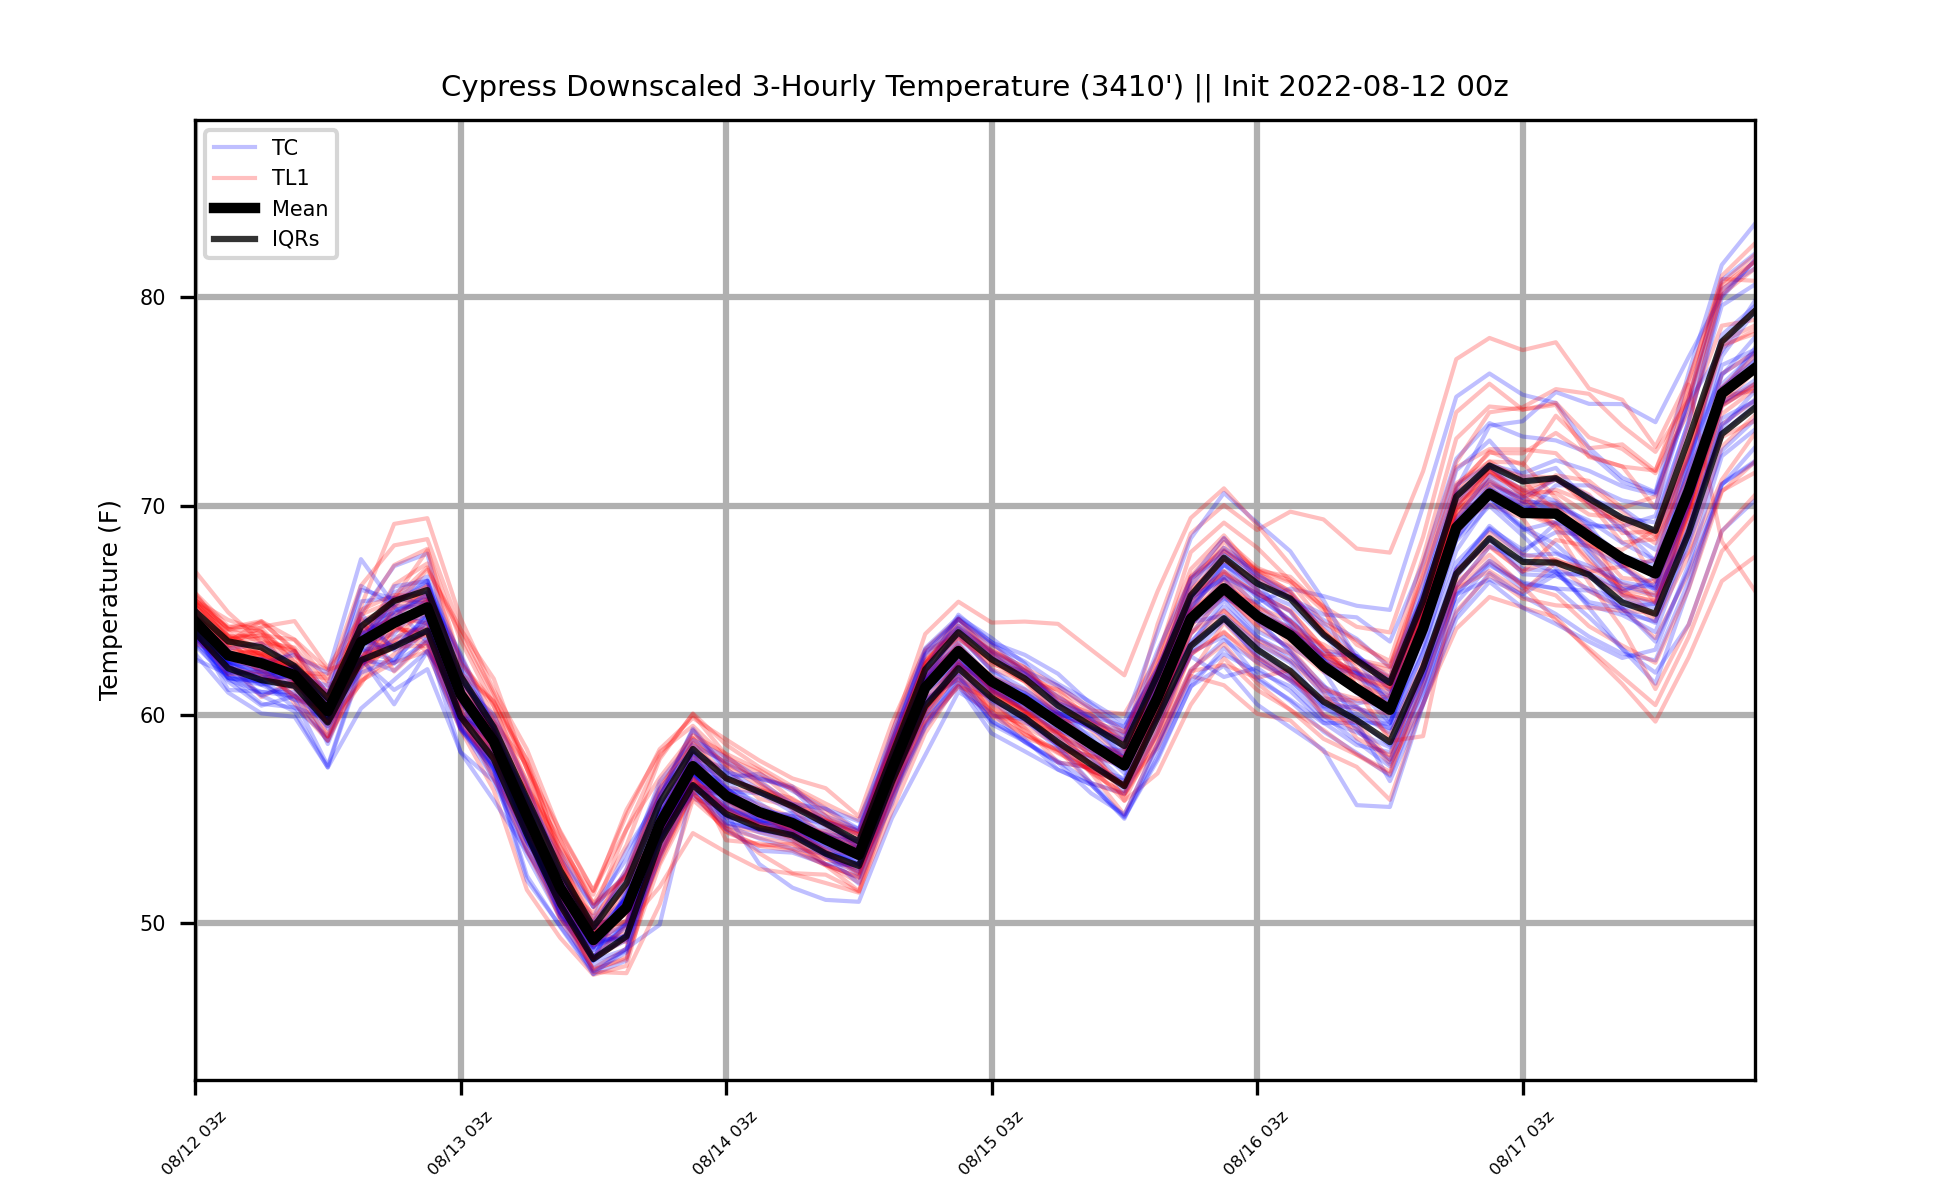 Cypress Downscaled 3-Hourly Temperature (3410') || Init 2022-08-12 00z
TC
TL1
Mean
IQRs
Temperature (F)
80
70
60
50
08/12 03z
08/13 03z
08/14 03z
08/15 03z
08/16 03z
08/17 03z